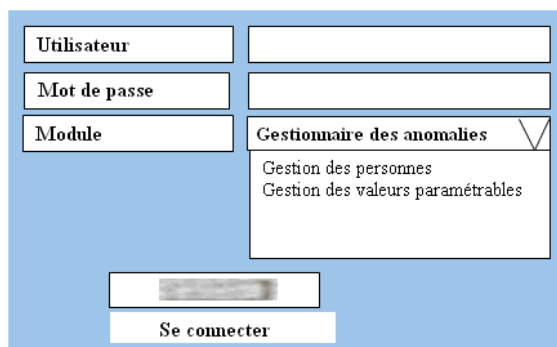 Utilisateur
Mot de passe
Module
Gestionnaire des anomalies
Gestion des personnes
Gestion des valeurs paramétrables
Se connecter